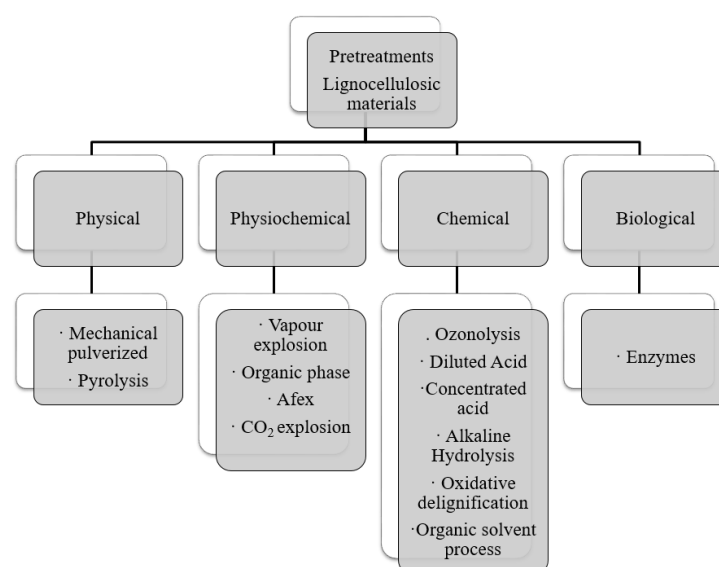 Pretreatments
Lignocellulosic
materials
Physical
Physiochemical
Chemical
Biological
· Mechanical
pulverized
· Pyrolysis
· Vapour
explosion
· Organic phase
· Afex
· CO₂ explosion
. Ozonolysis
· Diluted Acid
·Concentrated
acid
· Alkaline
Hydrolysis
· Oxidative
delignification
·Organic solvent
process
· Enzymes